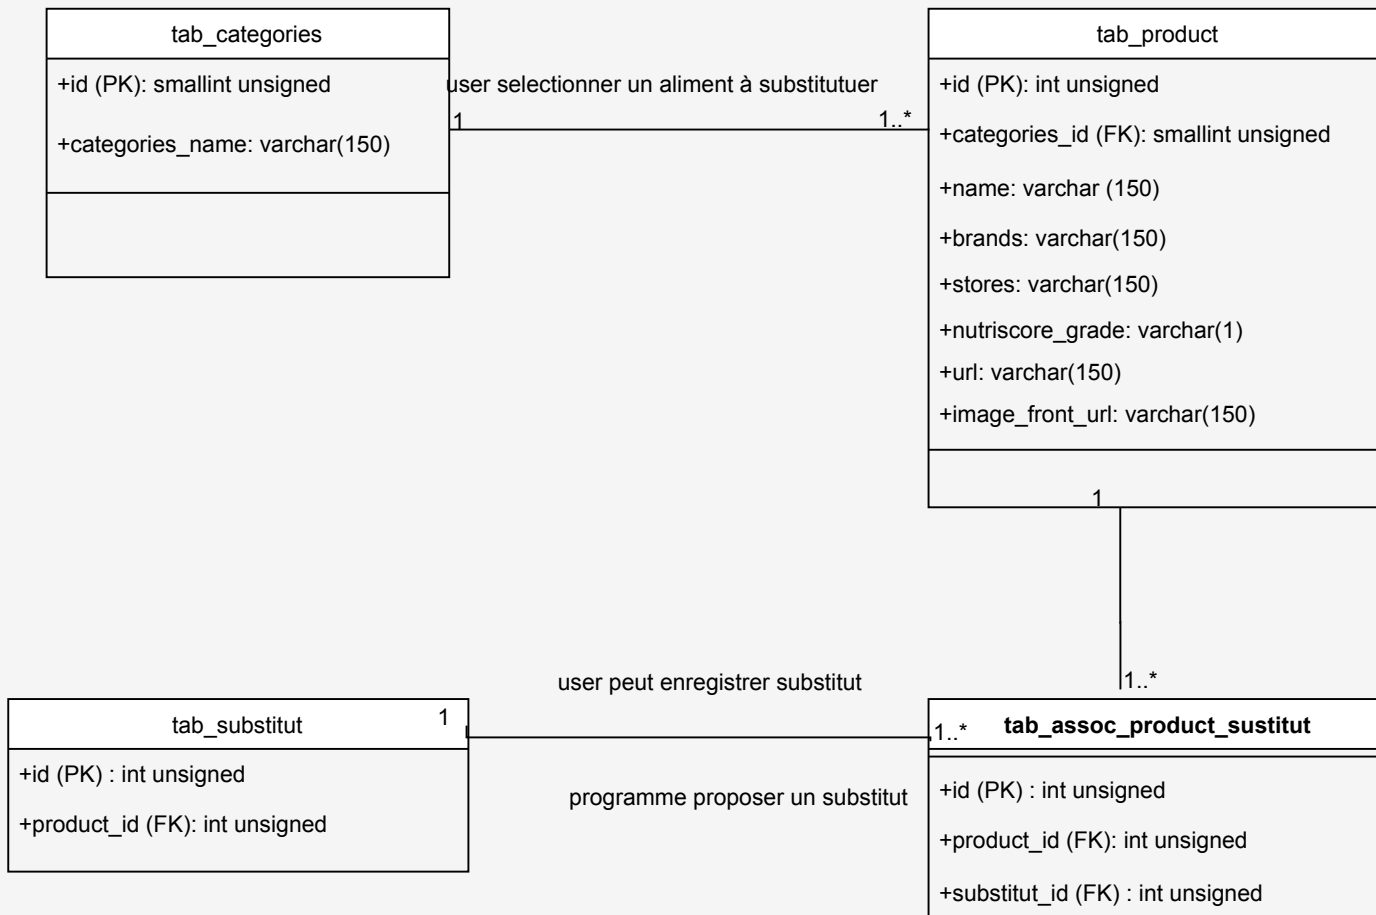 tab_categories
+id (PK): smallint unsigned
+categories_name: varchar(150)
user selectionner un aliment à substitutuer
1
1..*
tab_product
+id (PK): int unsigned
+categories_id (FK): smallint unsigned
+name: varchar (150)
+brands: varchar(150)
+stores: varchar(150)
+nutriscore_grade: varchar(1)
+url: varchar(150)
+image_front_url: varchar(150)
1
1..*
user peut enregistrer substitut
tab_substitut
1
+id (PK) : int unsigned
+product_id (FK): int unsigned
programme proposer un substitut
1..*
tab_assoc_product_sustitut
+id (PK) : int unsigned
+product_id (FK): int unsigned
+substitut_id (FK) : int unsigned